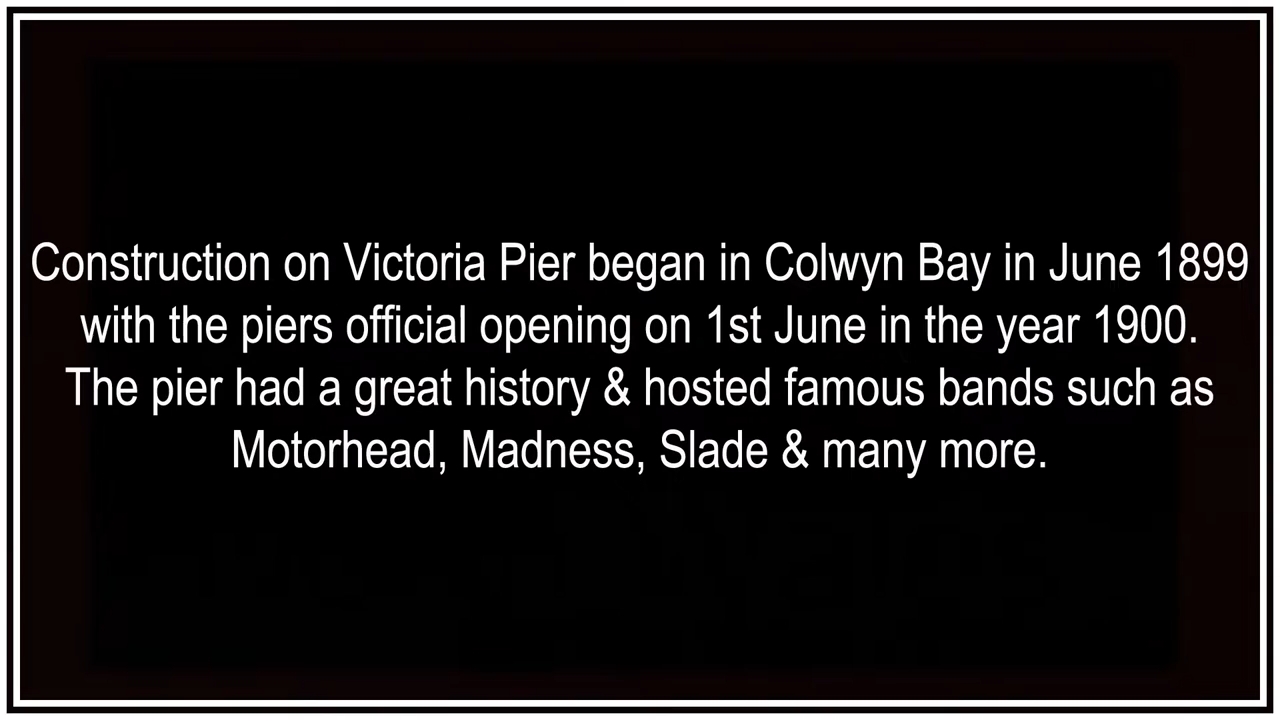 Construction on Victoria Pier began in Colwyn Bay in June 1899
with the piers official opening on 1st June in the year 1900.
The pier had a great history & hosted famous bands such as
Motorhead, Madness, Slade & many more.